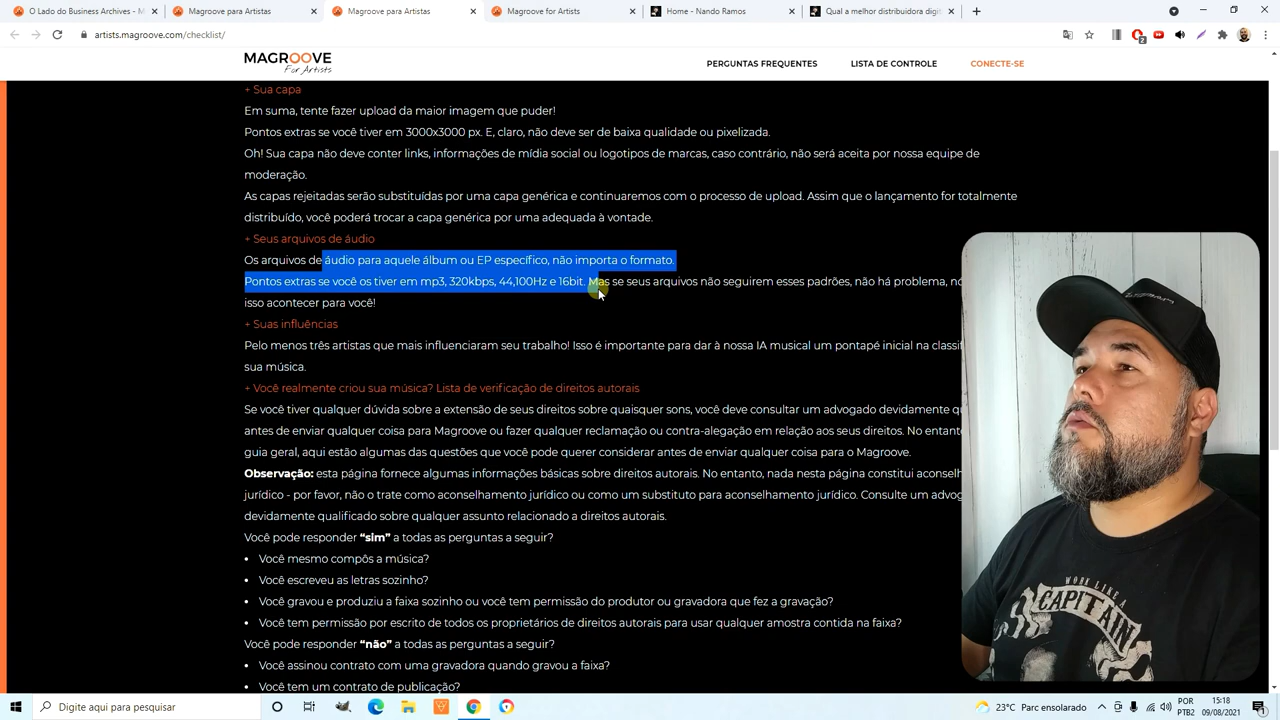 O Lado do Business Archives - M
Magroove para Artistas
Magroove para Artistas
Magroove for Artists
Home - Nando Ramos
Qual a melhor distribuidora digit
artists.magroove.com/checklist/
2
MAGROOVE
For Artists
PERGUNTAS FREQUENTES
LISTA DE CONTROLE
CONECTE-SE
+ Sua capa
Em suma, tente fazer upload da maior imagem que puder!
Pontos extras se você tiver em 3000x3000 px. E, claro, não deve ser de baixa qualidade ou pixelizada.
Oh! Sua capa não deve conter links, informações de mídia social ou logotipos de marcas, caso contrário, não será aceita por nossa equipe de
moderação.
As capas rejeitadas serão substituídas por uma capa genérica e continuaremos com o processo de upload. Assim que o lançamento for totalmente
distribuído, você poderá trocar a capa genérica por uma adequada à vontade.
+ Seus arquivos de áudio
Os arquivos de áudio para aquele álbum ou EP específico, não importa o formato.
Pontos extras se você os tiver em mp3, 320kbps, 44,100Hz e 16bit. Mas se seus arquivos não seguirem esses padrões, não há problema, no
isso acontecer para você!
+ Suas influências
Pelo menos três artistas que mais influenciaram seu trabalho! Isso é importante para dar à nossa IA musical um pontapé inicial na classif
sua música.
+ Você realmente criou sua música? Lista de verificação de direitos autorais
Se você tiver qualquer dúvida sobre a extensão de seus direitos sobre quaisquer sons, você deve consultar um advogado devidamente qu
antes de enviar qualquer coisa para Magroove ou fazer qualquer reclamação ou contra-alegação em relação aos seus direitos. No entanto
guia geral, aqui estão algumas das questões que você pode querer considerar antes de enviar qualquer coisa para o Magroove.
Observação: esta página fornece algumas informações básicas sobre direitos autorais. No entanto, nada nesta página constitui aconselh
jurídico - por favor, não o trate como aconselhamento jurídico ou como um substituto para aconselhamento jurídico. Consulte um advog
devidamente qualificado sobre qualquer assunto relacionado a direitos autorais.
Você pode responder “sim” a todas as perguntas a seguir?
• Você mesmo compôs a música?
• Você escreveu as letras sozinho?
• Você gravou e produziu a faixa sozinho ou você tem permissão do produtor ou gravadora que fez a gravação?
• Você tem permissão por escrito de todos os proprietários de direitos autorais para usar qualquer amostra contida na faixa?
Você pode responder “não” a todas as perguntas a seguir?
• Você assinou contrato com uma gravadora quando gravou a faixa?
• Você tem um contrato de publicação?
WORK LIKE A
CAPTAIN
Digite aqui para pesquisar
23°C Parc ensolarado
POR
PTB2
15:18
09/08/2021
1